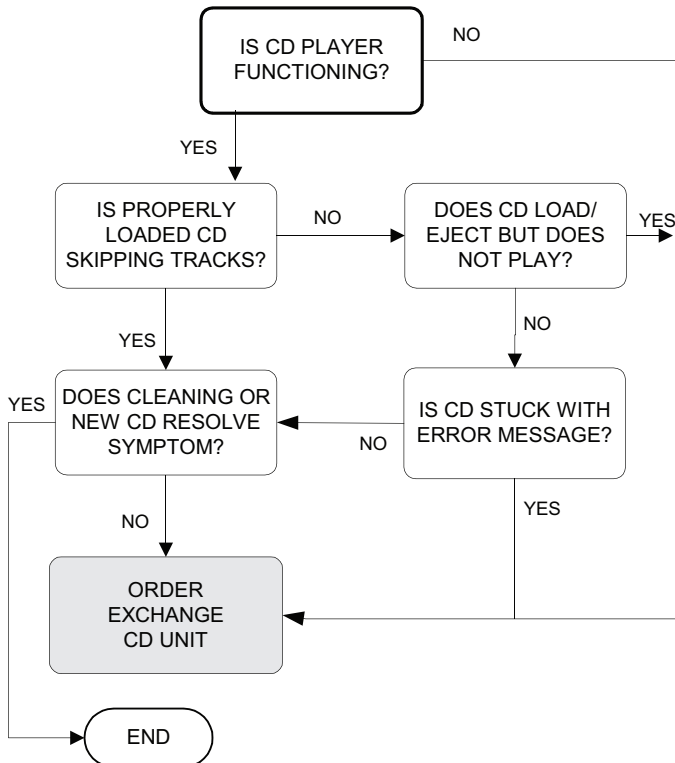 IS CD PLAYER
FUNCTIONING?
NO
YES
IS PROPERLY
LOADED CD
SKIPPING TRACKS?
NO
DOES CD LOAD/
EJECT BUT DOES
NOT PLAY?
YES
YES
NO
YES
DOES CLEANING OR
NEW CD RESOLVE
SYMPTOM?
NO
IS CD STUCK WITH
ERROR MESSAGE?
NO
YES
ORDER
EXCHANGE
CD UNIT
END